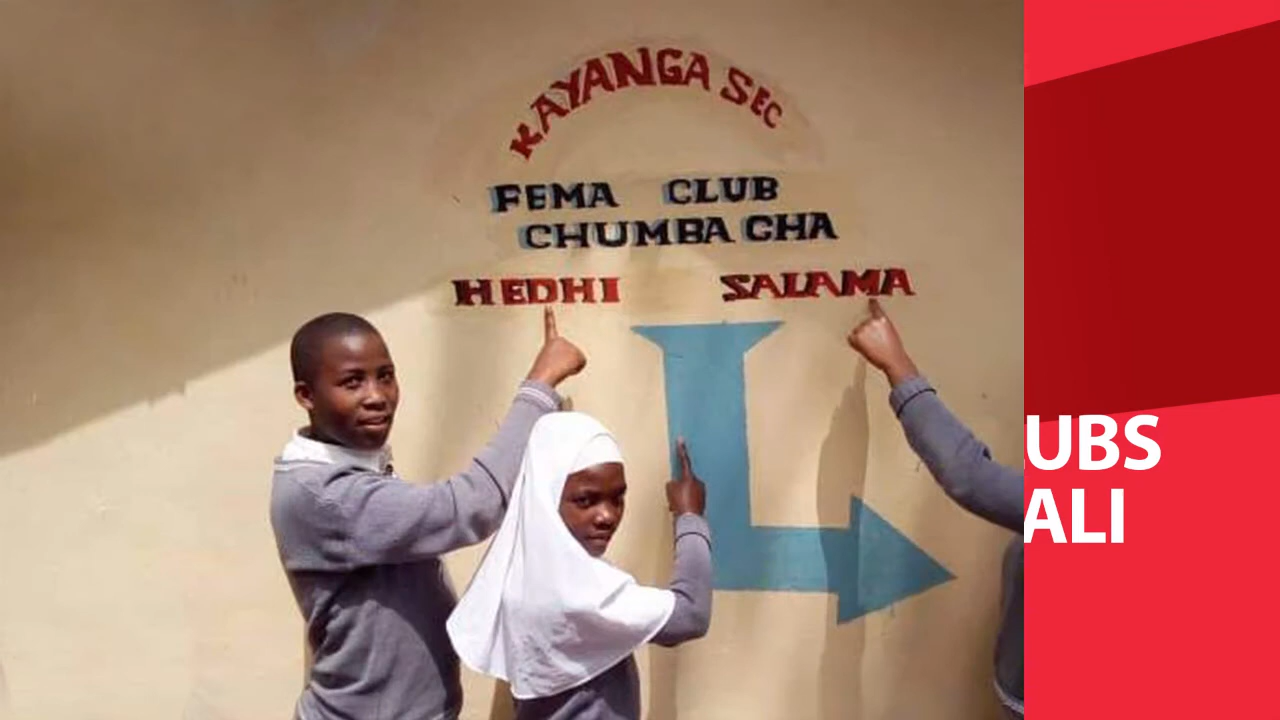 KAYANGA SEC
FEMA CLUB
CHUMBA CHA
HEDHI SALAMA
UBS
ALI